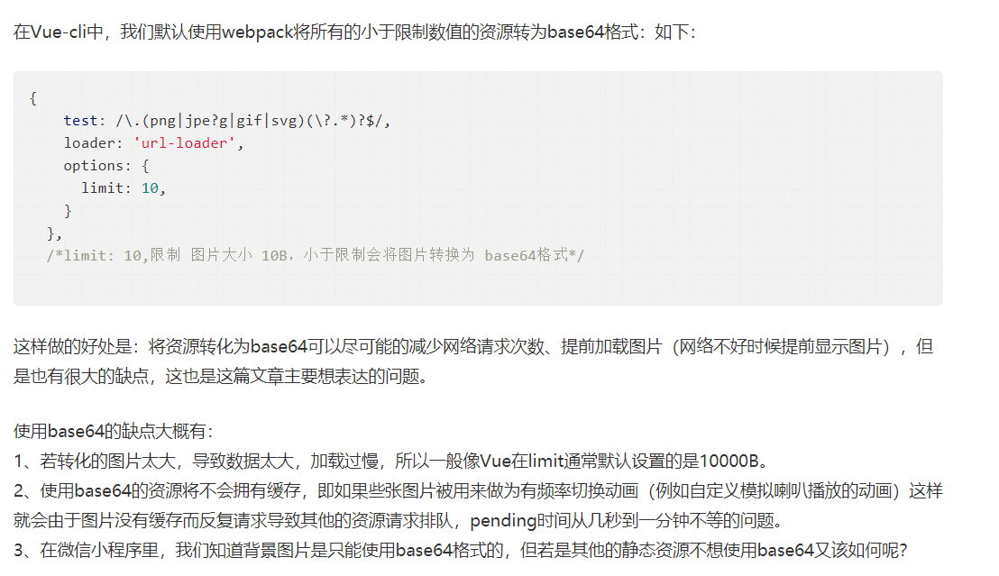 在Vue-cli中，我们默认使用webpack将所有的小于限制数值的资源转为base64格式：如下：
{
test: /\.(png|jpe?g|gif|svg)(\?.*)?$/,
loader: 'url-loader',
options: {
limit: 10,
}
},
/*limit: 10,限制 图片大小 10B，小于限制会将图片转换为 base64格式*/
这样做的好处是：将资源转化为base64可以尽可能的减少网络请求次数、提前加载图片（网络不好时候提前显示图片），但
是也有很大的缺点，这也是这篇文章主要想表达的问题。
使用base64的缺点大概有：
1、若转化的图片太大，导致数据太大，加载过慢，所以一般像Vue在limit通常默认设置的是10000B。
2、使用base64的资源将不会拥有缓存，即如果些张图片被用来做为有频率切换动画（例如自定义模拟喇叭播放的动画）这样
就会由于图片没有缓存而反复请求导致其他的资源请求排队，pending时间从几秒到一分钟不等的问题。
3、在微信小程序里，我们知道背景图片是只能使用base64格式的，但若是其他的静态资源不想使用base64又该如何呢？